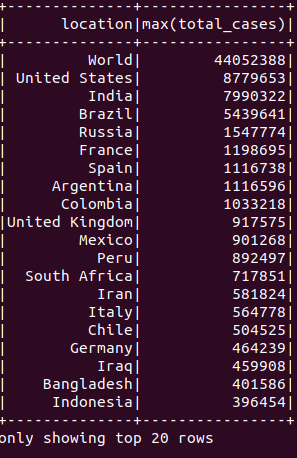 +--------------+----------------+
|      location|max(total_cases)|
+--------------+----------------+
|         World|        44052388|
| United States|         8779653|
|         India|         7990322|
|        Brazil|         5439641|
|        Russia|         1547774|
|        France|         1198695|
|         Spain|         1116738|
|     Argentina|         1116596|
|      Colombia|         1033218|
|United Kingdom|          917575|
|        Mexico|          901268|
|          Peru|          892497|
|  South Africa|          717851|
|          Iran|          581824|
|         Italy|          564778|
|         Chile|          504525|
|       Germany|          464239|
|          Iraq|          459908|
|    Bangladesh|          401586|
|     Indonesia|          396454|
+--------------+----------------+
only showing top 20 rows